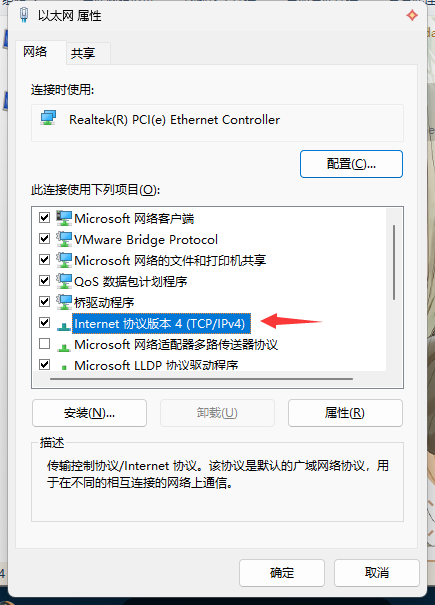 以太网 属性
网络
共享
连接时使用:
Realtek(R) PCI(e) Ethernet Controller
配置(C)...
此连接使用下列项目(O):
Microsoft 网络客户端
VMware Bridge Protocol
Microsoft 网络的文件和打印机共享
QoS 数据包计划程序
桥驱动程序
Internet 协议版本 4 (TCP/IPv4)
Microsoft 网络适配器多路传送器协议
Microsoft LLDP 协议驱动程序
安装(N)...
卸载(U)
属性(R)
描述
传输控制协议/Internet 协议。该协议是默认的广域网络协议，用
于在不同的相互连接的网络上通信。
确定
取消